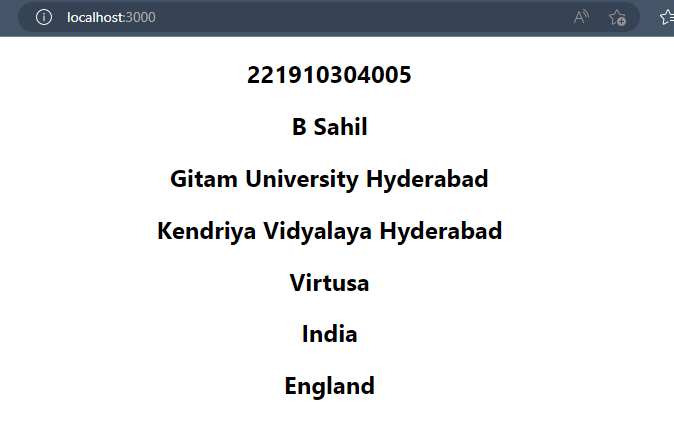 localhost:3000
221910304005
B Sahil
Gitam University Hyderabad
Kendriya Vidyalaya Hyderabad
Virtusa
India
England